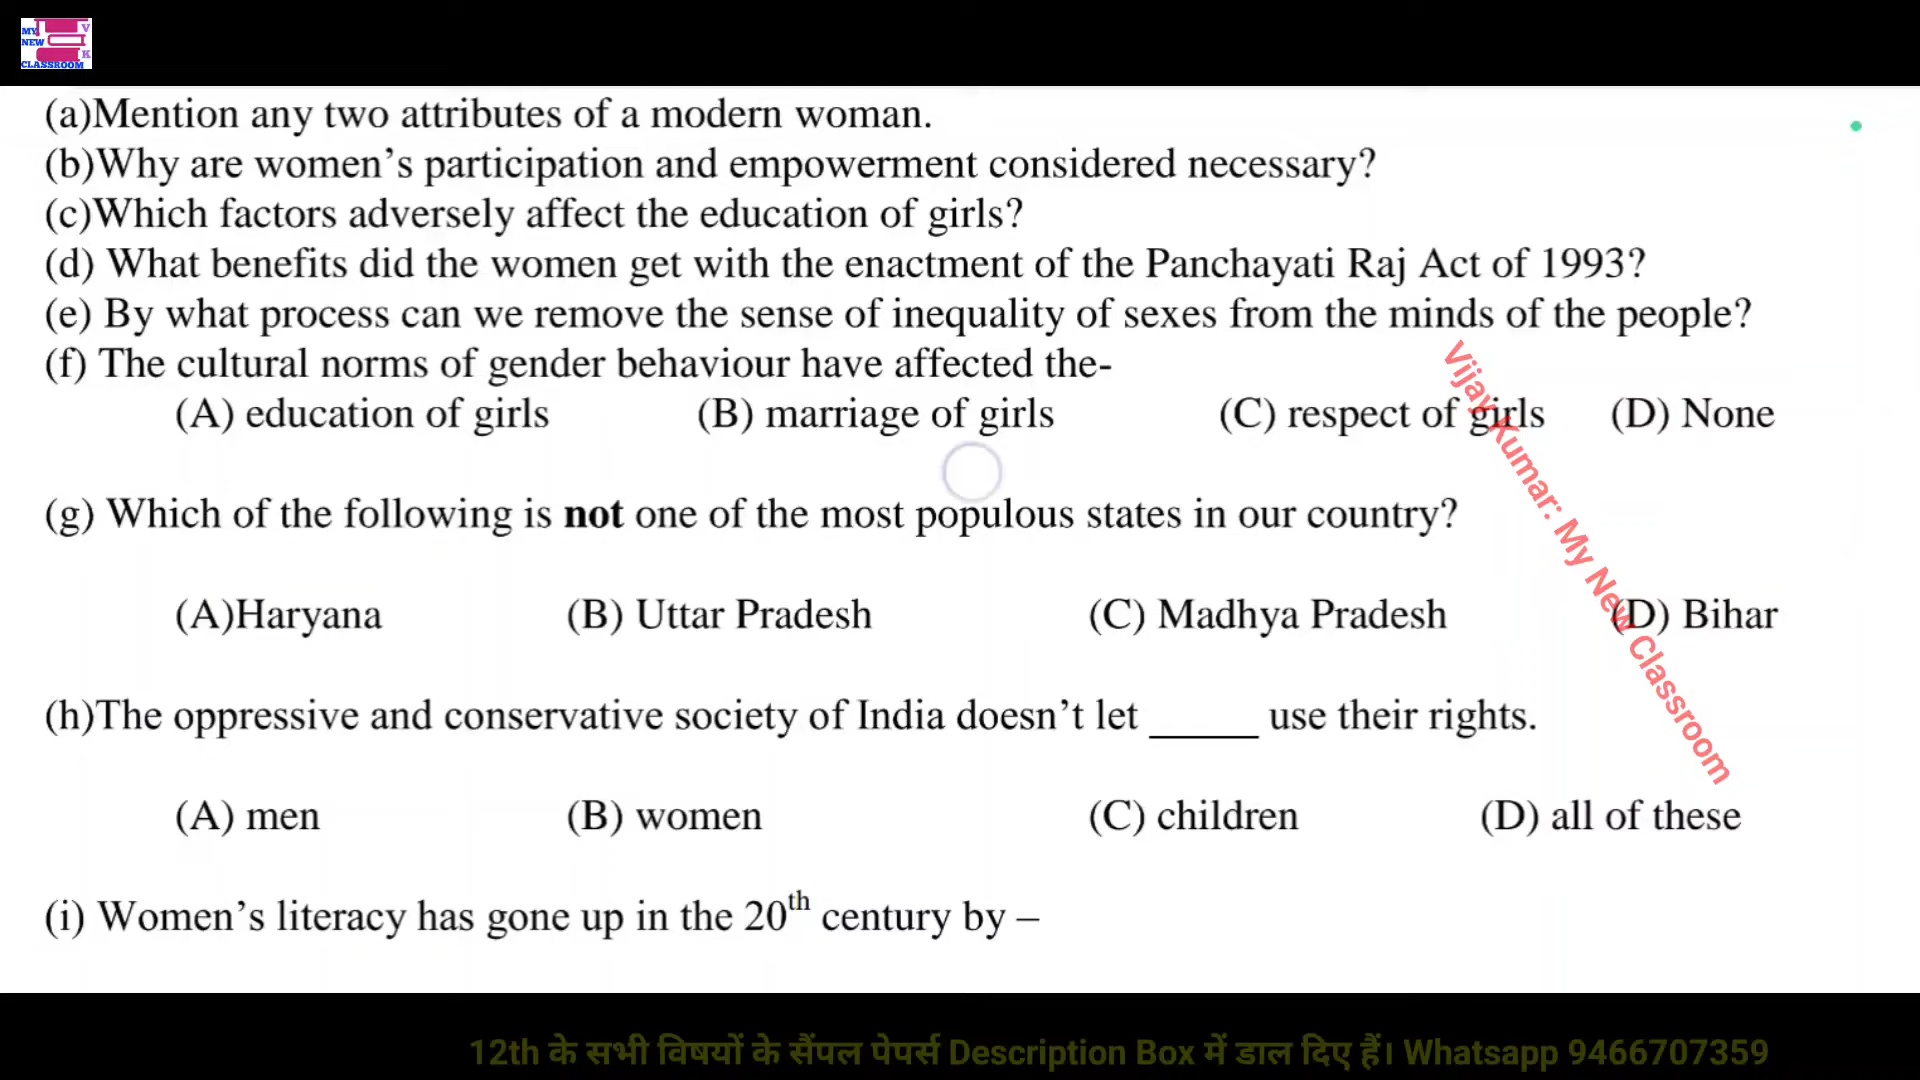 MY NEW CLASSROOM V K
(a)Mention any two attributes of a modern woman.
(b)Why are women’s participation and empowerment considered necessary?
(c)Which factors adversely affect the education of girls?
(d) What benefits did the women get with the enactment of the Panchayati Raj Act of 1993?
(e) By what process can we remove the sense of inequality of sexes from the minds of the people?
(f) The cultural norms of gender behaviour have affected the-
(A) education of girls (B) marriage of girls (C) respect of girls (D) None
(g) Which of the following is not one of the most populous states in our country?
(A)Haryana (B) Uttar Pradesh (C) Madhya Pradesh (D) Bihar
(h)The oppressive and conservative society of India doesn’t let _____ use their rights.
(A) men (B) women (C) children (D) all of these
(i) Women’s literacy has gone up in the 20th century by –
Vijay Kumar: My New Classroom
12th के सभी विषयों के सैंपल पेपर्स Description Box में डाल दिए हैं। Whatsapp 9466707359